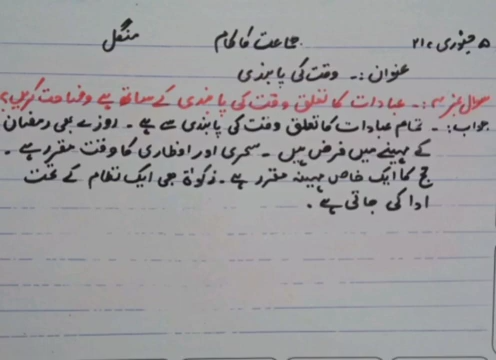 ۵ جنوری ۲۱ء جماعت کا کام منگل
عنوان :۔ وقت کی پابندی
سوال نمبر ۳:۔ عبادات کا تعلق وقت کی پابندی کے ساتھ ہے وضاحت کریں؟
جواب:۔ تمام عبادات کا تعلق وقت کی پابندی سے ہے ۔ روزے بھی رمضان
کے مہینے میں فرض ہیں ۔ سحری اور افطاری کا وقت مقرر ہے ۔
حج کا ایک خاص مہینہ مقرر ہے ۔ زکوٰۃ بھی ایک نظام کے تحت
ادا کی جاتی ہے ۔